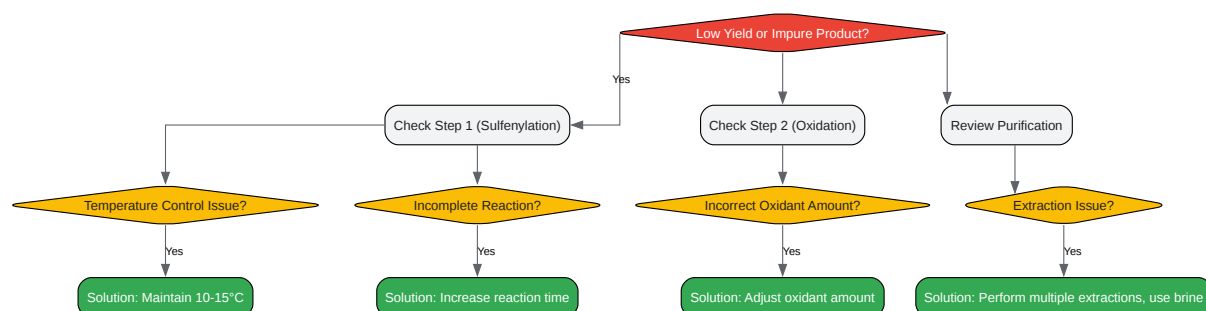 Low Yield or Impure Product?
Yes
Check Step 1 (Sulfenylation)
Check Step 2 (Oxidation)
Review Purification
Temperature Control Issue?
Incomplete Reaction?
Incorrect Oxidant Amount?
Extraction Issue?
Yes
Yes
Yes
Yes
Solution: Maintain 10-15°C
Solution: Increase reaction time
Solution: Adjust oxidant amount
Solution: Perform multiple extractions, use brine